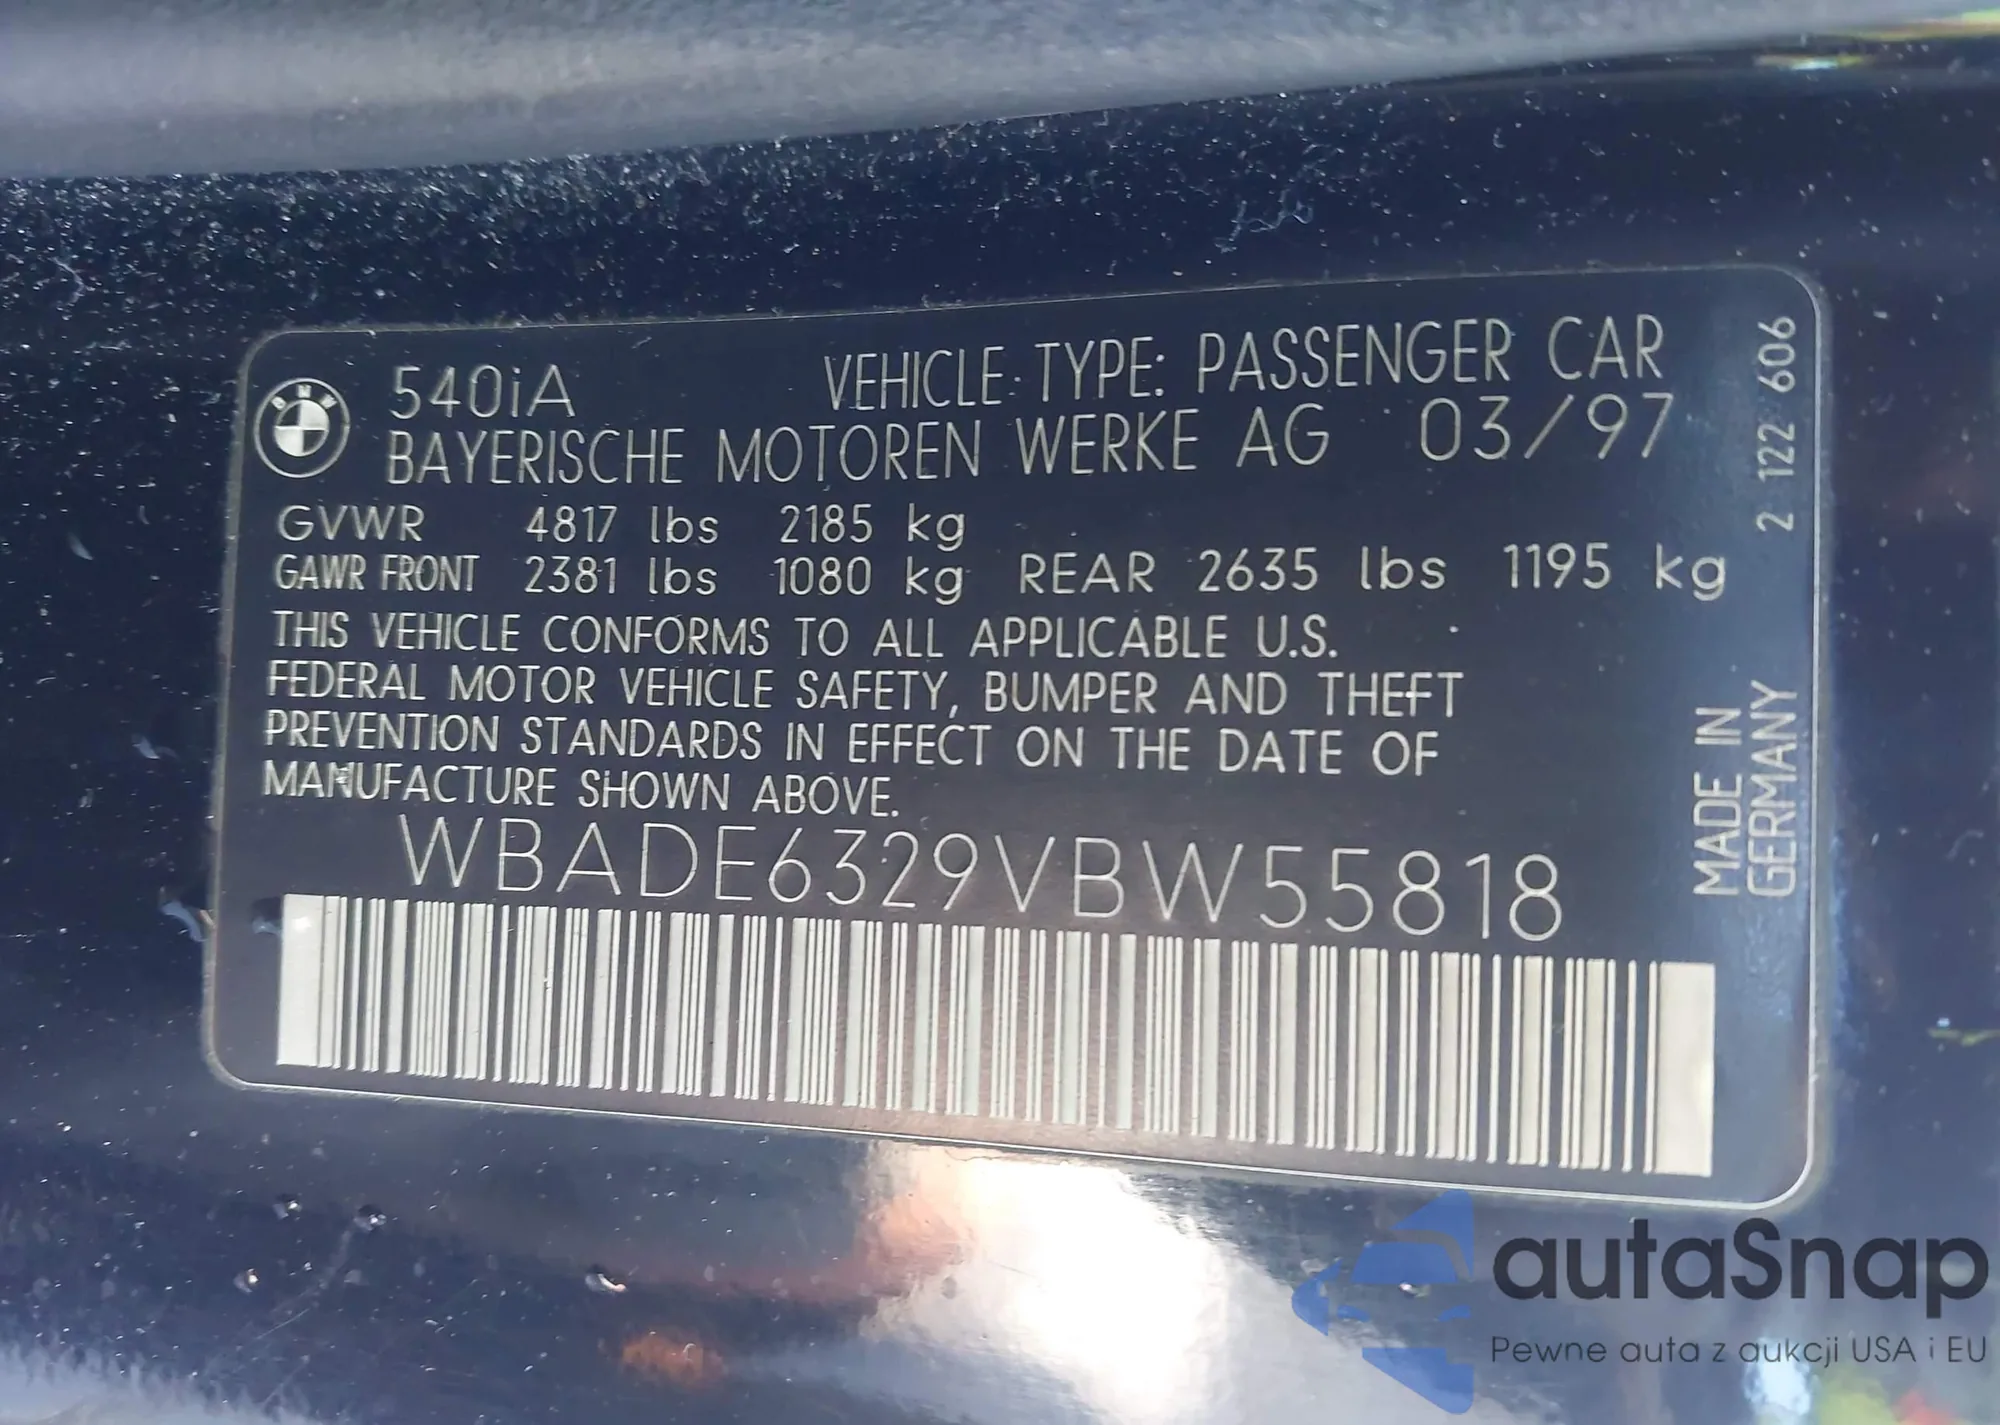 BMW
540iA VEHICLE TYPE: PASSENGER CAR
BAYERISCHE MOTOREN WERKE AG 03/97
GVWR 4817 lbs 2185 kg
GAWR FRONT 2381 lbs 1080 kg REAR 2635 lbs 1195 kg
THIS VEHICLE CONFORMS TO ALL APPLICABLE U.S.
FEDERAL MOTOR VEHICLE SAFETY, BUMPER AND THEFT
PREVENTION STANDARDS IN EFFECT ON THE DATE OF
MANUFACTURE SHOWN ABOVE.
WBADE6329VBW55818
2 122 606
MADE IN
GERMANY
autaSnap
Pewne auta z aukcji USA i EU